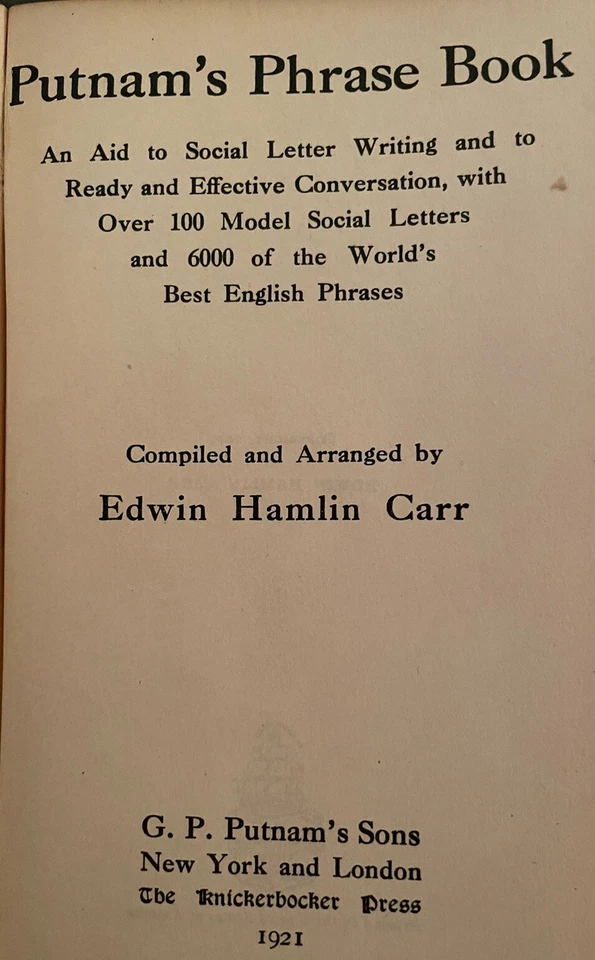 Putnam's Phrase Book
An Aid to Social Letter Writing and to
Ready and Effective Conversation, with
Over 100 Model Social Letters
and 6000 of the World's
Best English Phrases
Compiled and Arranged by
Edwin Hamlin Carr
G. P. Putnam's Sons
New York and London
The Knickerbocker Press
1921